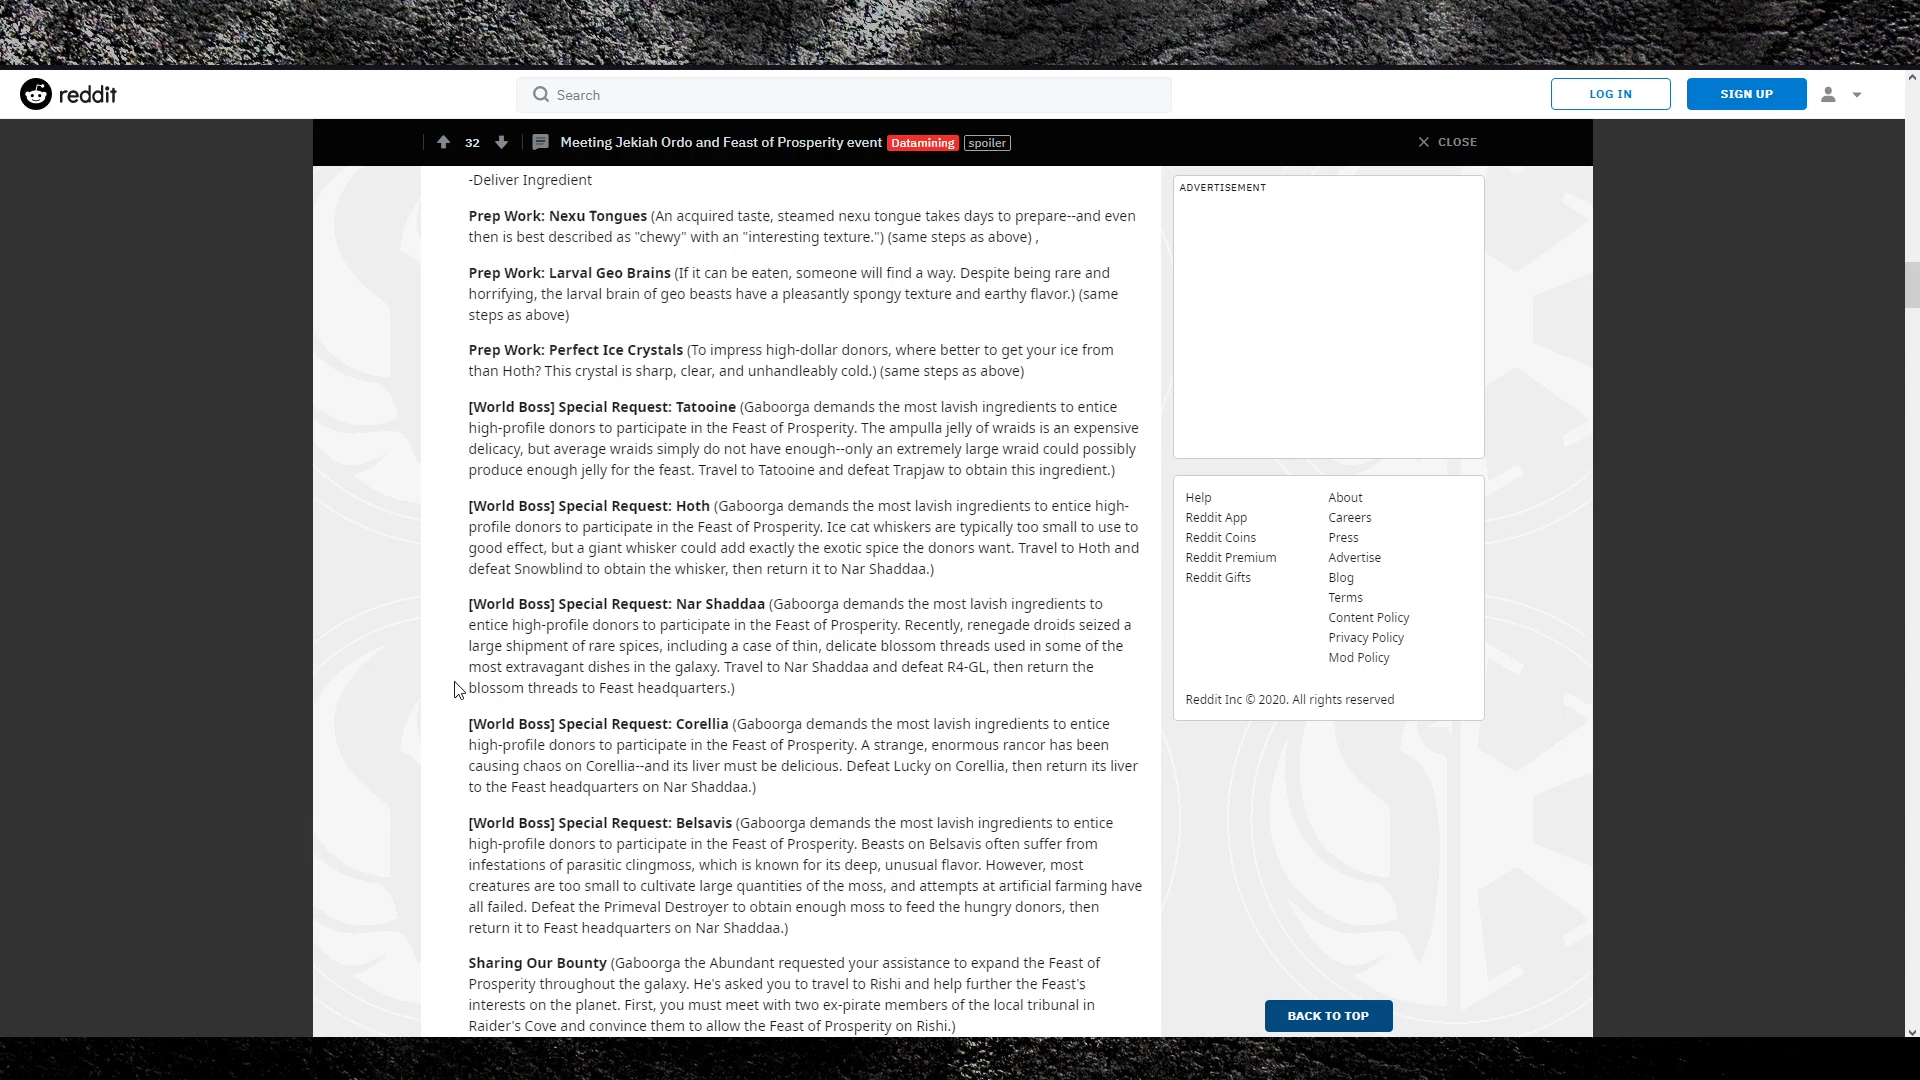 reddit
Search
LOG IN
SIGN UP
32
Meeting Jekiah Ordo and Feast of Prosperity event Datamining spoiler
CLOSE
-Deliver Ingredient
Prep Work: Nexu Tongues (An acquired taste, steamed nexu tongue takes days to prepare--and even
then is best described as "chewy" with an "interesting texture.") (same steps as above) ,
Prep Work: Larval Geo Brains (If it can be eaten, someone will find a way. Despite being rare and
horrifying, the larval brain of geo beasts have a pleasantly spongy texture and earthy flavor.) (same
steps as above)
Prep Work: Perfect Ice Crystals (To impress high-dollar donors, where better to get your ice from
than Hoth? This crystal is sharp, clear, and unhandleably cold.) (same steps as above)
[World Boss] Special Request: Tatooine (Gaboorga demands the most lavish ingredients to entice
high-profile donors to participate in the Feast of Prosperity. The ampulla jelly of wraids is an expensive
delicacy, but average wraids simply do not have enough--only an extremely large wraid could possibly
produce enough jelly for the feast. Travel to Tatooine and defeat Trapjaw to obtain this ingredient.)
[World Boss] Special Request: Hoth (Gaboorga demands the most lavish ingredients to entice high-
profile donors to participate in the Feast of Prosperity. Ice cat whiskers are typically too small to use to
good effect, but a giant whisker could add exactly the exotic spice the donors want. Travel to Hoth and
defeat Snowblind to obtain the whisker, then return it to Nar Shaddaa.)
[World Boss] Special Request: Nar Shaddaa (Gaboorga demands the most lavish ingredients to
entice high-profile donors to participate in the Feast of Prosperity. Recently, renegade droids seized a
large shipment of rare spices, including a case of thin, delicate blossom threads used in some of the
most extravagant dishes in the galaxy. Travel to Nar Shaddaa and defeat R4-GL, then return the
blossom threads to Feast headquarters.)
[World Boss] Special Request: Corellia (Gaboorga demands the most lavish ingredients to entice
high-profile donors to participate in the Feast of Prosperity. A strange, enormous rancor has been
causing chaos on Corellia--and its liver must be delicious. Defeat Lucky on Corellia, then return its liver
to the Feast headquarters on Nar Shaddaa.)
[World Boss] Special Request: Belsavis (Gaboorga demands the most lavish ingredients to entice
high-profile donors to participate in the Feast of Prosperity. Beasts on Belsavis often suffer from
infestations of parasitic clingmoss, which is known for its deep, unusual flavor. However, most
creatures are too small to cultivate large quantities of the moss, and attempts at artificial farming have
all failed. Defeat the Primeval Destroyer to obtain enough moss to feed the hungry donors, then
return it to Feast headquarters on Nar Shaddaa.)
Sharing Our Bounty (Gaboorga the Abundant requested your assistance to expand the Feast of
Prosperity throughout the galaxy. He's asked you to travel to Rishi and help further the Feast's
interests on the planet. First, you must meet with two ex-pirate members of the local tribunal in
Raider's Cove and convince them to allow the Feast of Prosperity on Rishi.)
ADVERTISEMENT
Help
Reddit App
Reddit Coins
Reddit Premium
Reddit Gifts
About
Careers
Press
Advertise
Blog
Terms
Content Policy
Privacy Policy
Mod Policy
Reddit Inc © 2020. All rights reserved
BACK TO TOP